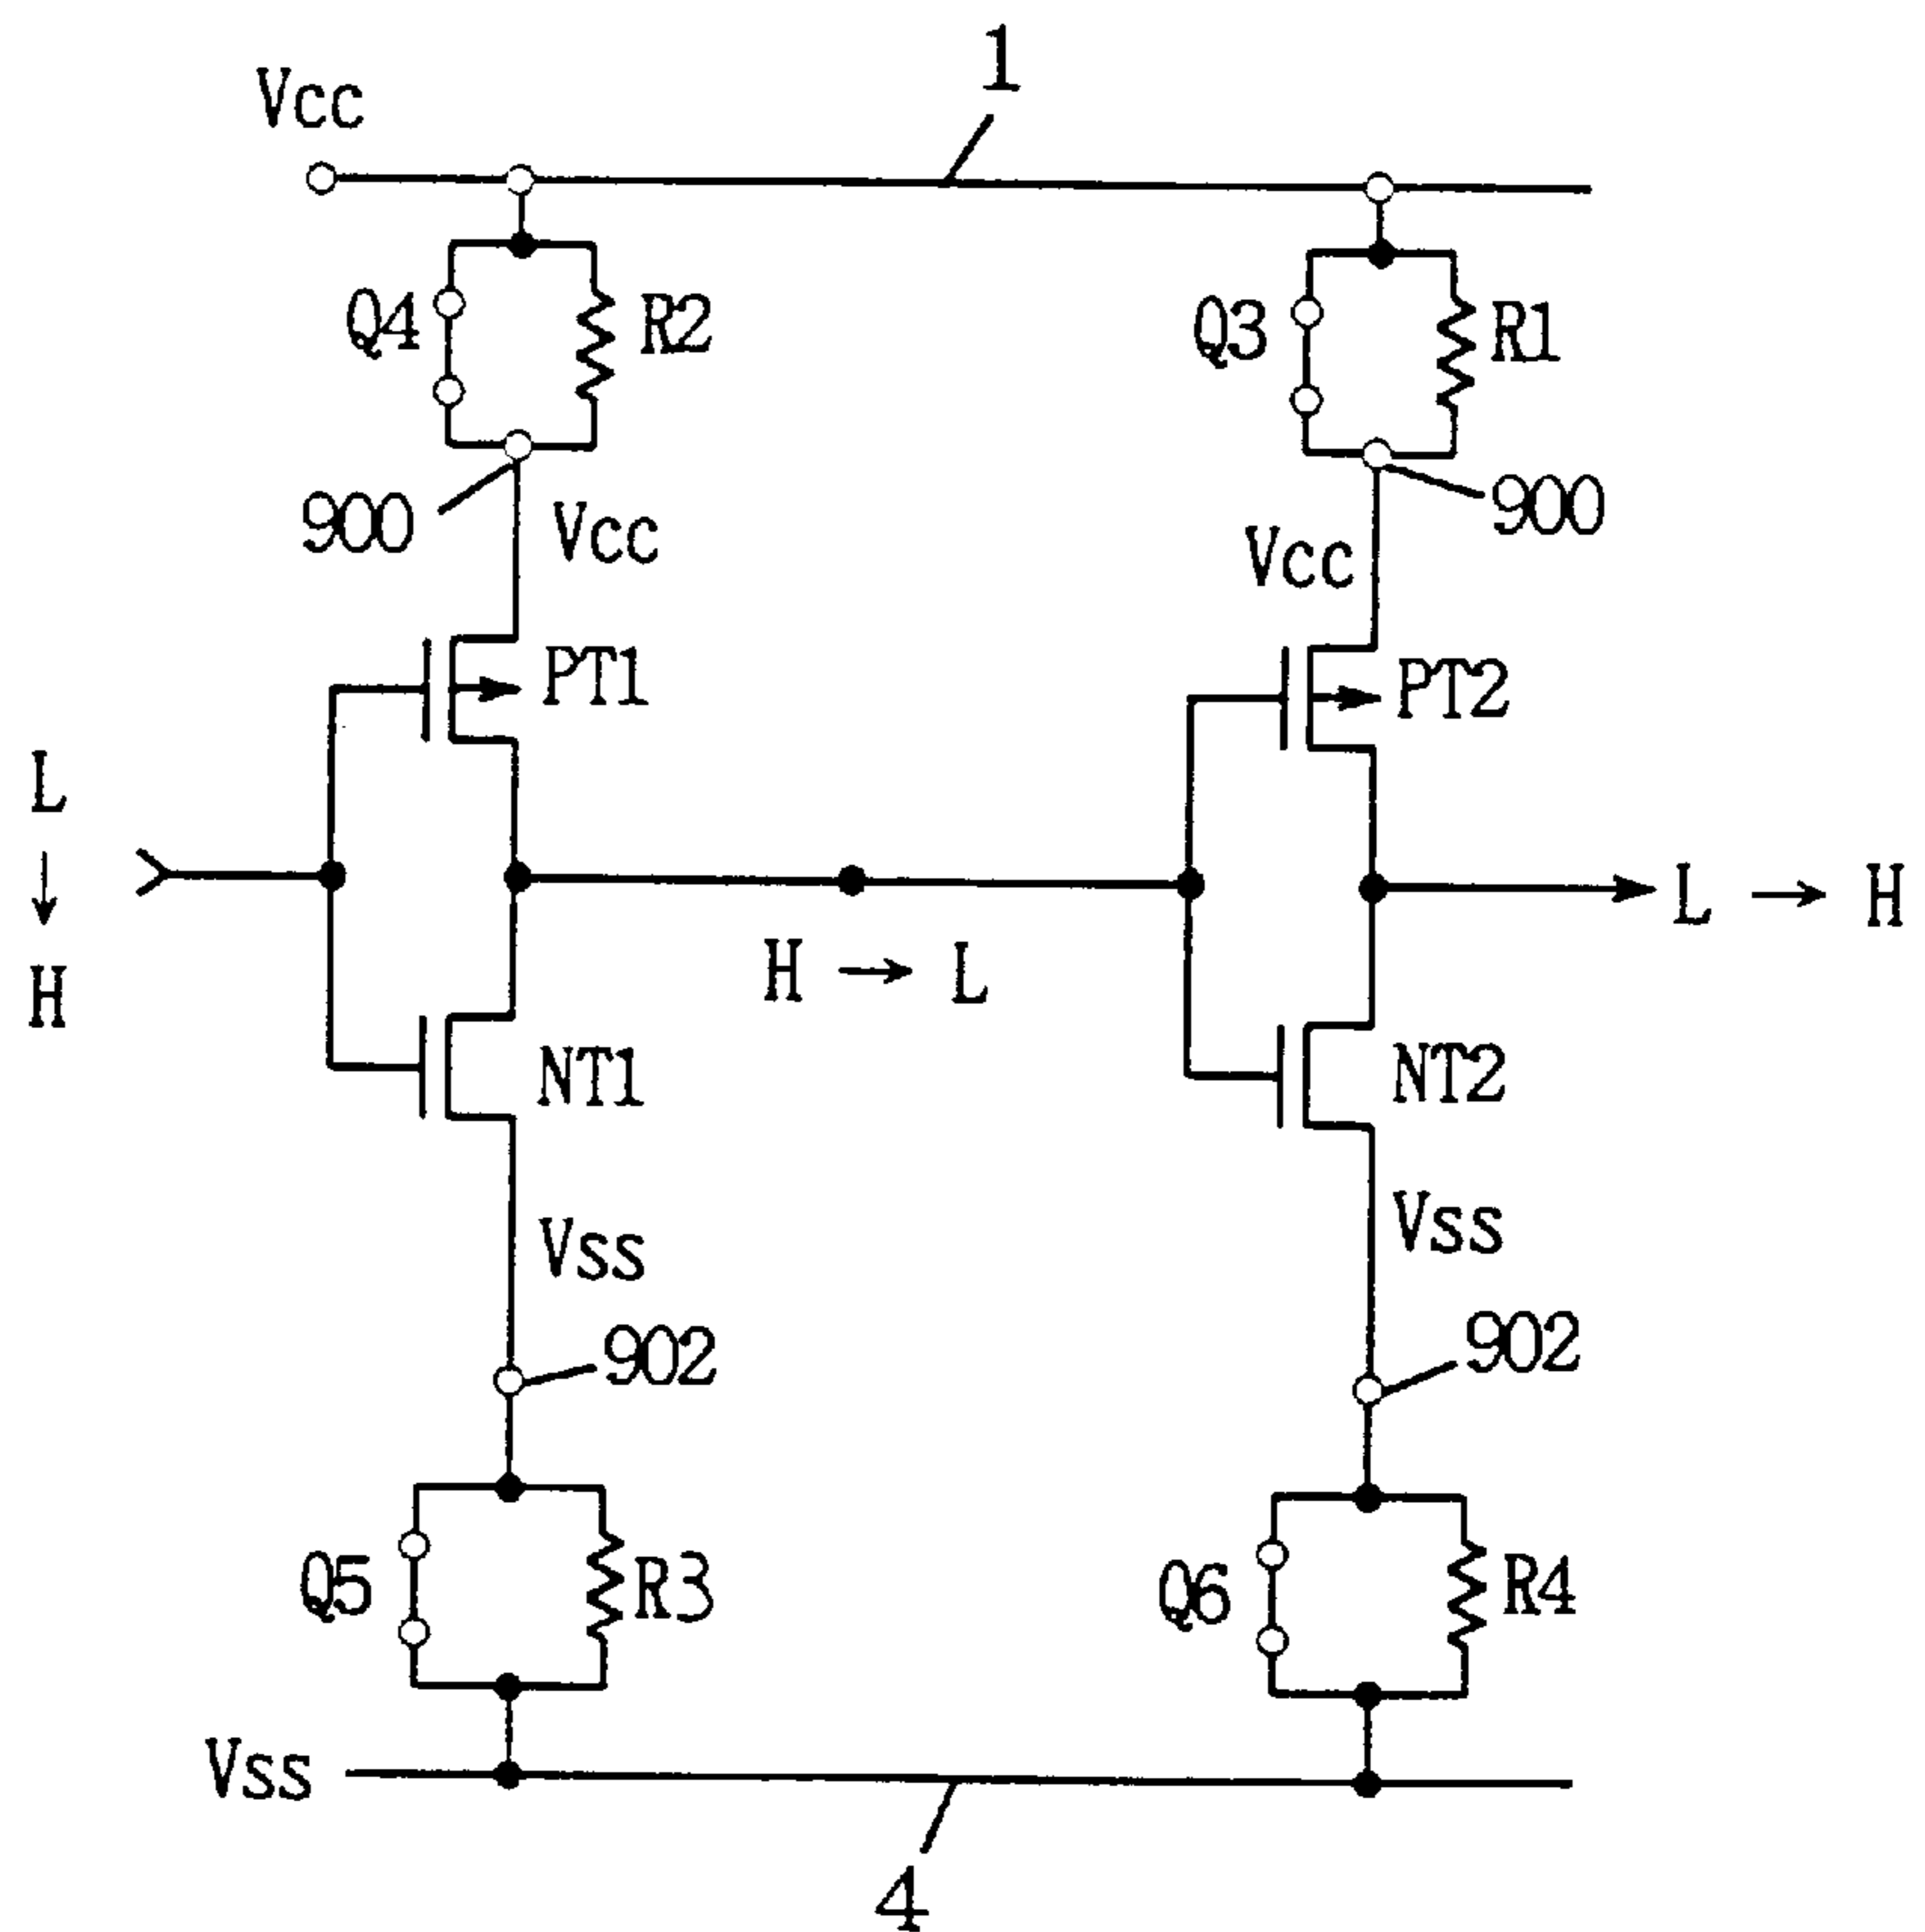 1
Vcc
Q4 R2 Q3 R1
900 Vcc Vcc 900
PT1 PT2
L
↓
H
H → L
L → H
NT1 NT2
Vss Vss
902 902
Q5 R3 Q6 R4
Vss
4